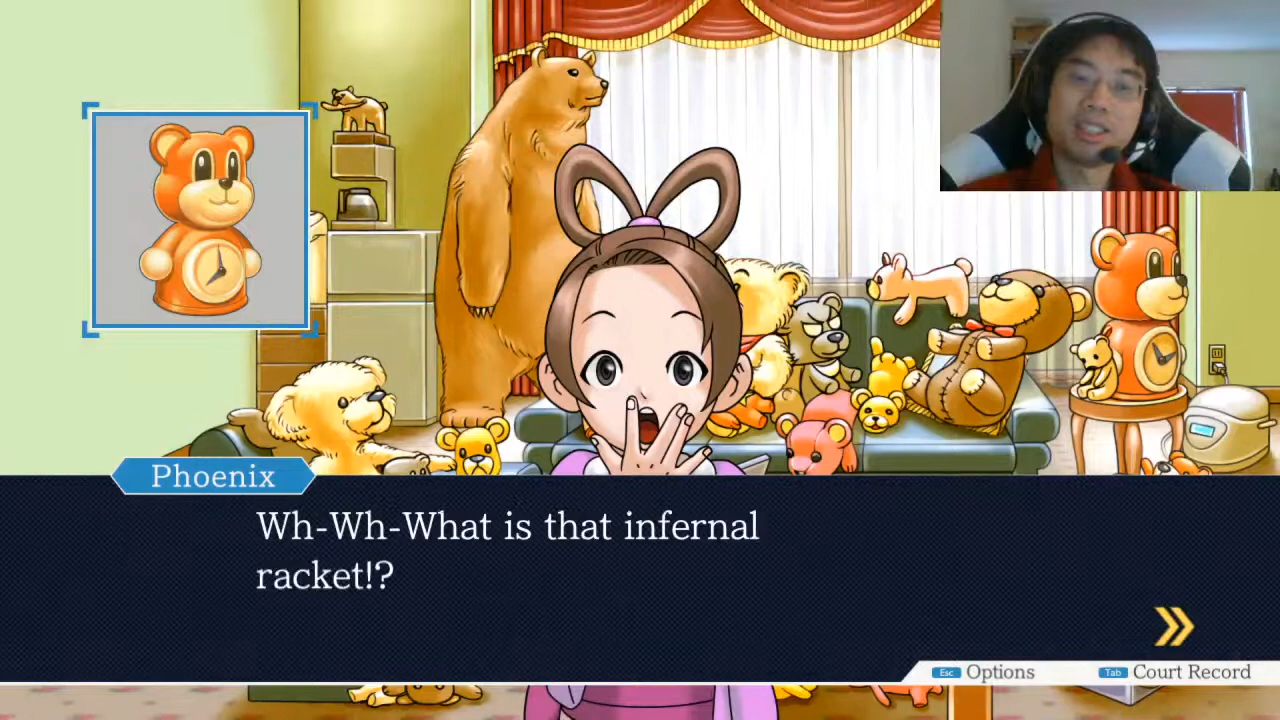 Phoenix
Wh-Wh-What is that infernal
racket!?
Esc Options
Tab Court Record